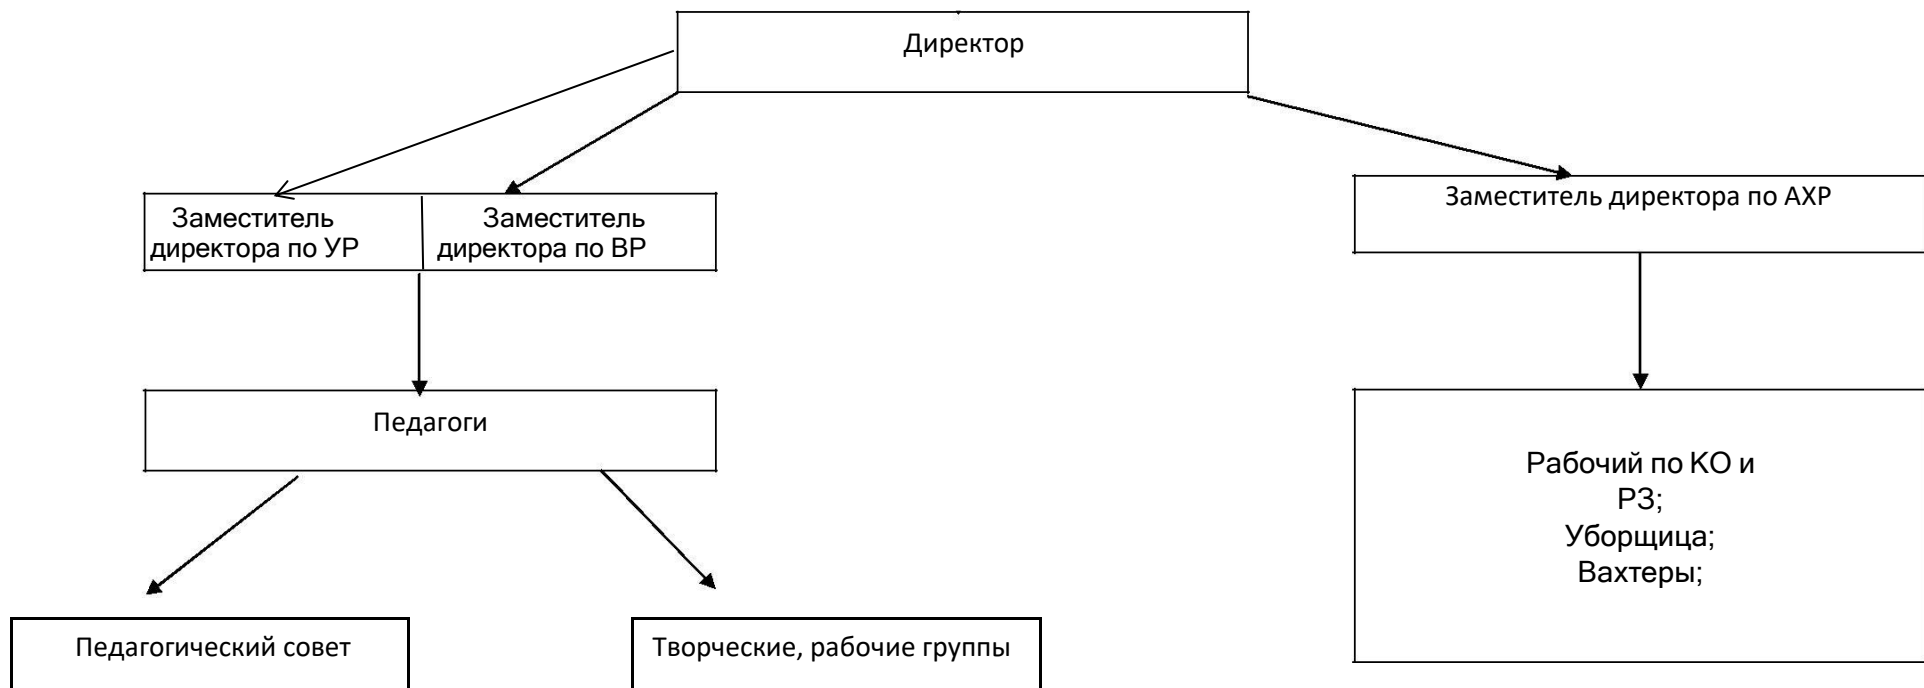 Директор
Заместитель
директора по УР
Заместитель
директора по ВР
Заместитель директора по АХР
Педагоги
Рабочий по КО и
РЗ;
Уборщица;
Вахтеры;
Педагогический совет
Творческие, рабочие группы